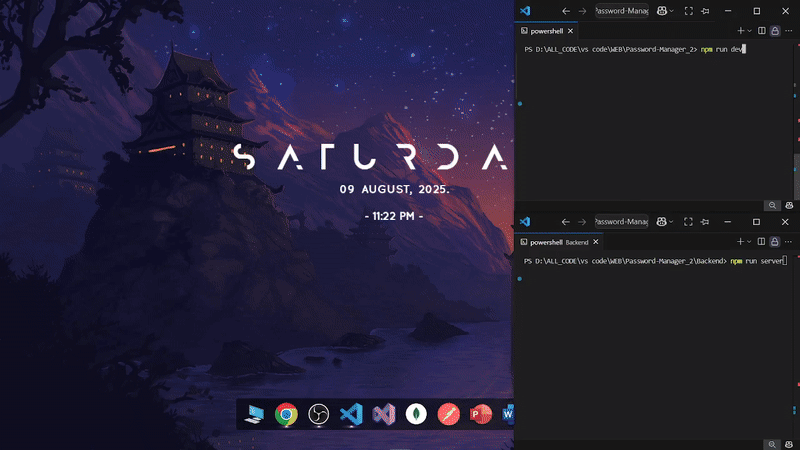 SATURDA
09 AUGUST, 2025.
- 11:22 PM -
Password-Manag
powershell
PS D:\ALL_CODE\vs code\WEB\Password-Manager_2> npm run dev
Password-Manag
powershell Backend
PS D:\ALL_CODE\vs code\WEB\Password-Manager_2\Backend> npm run server